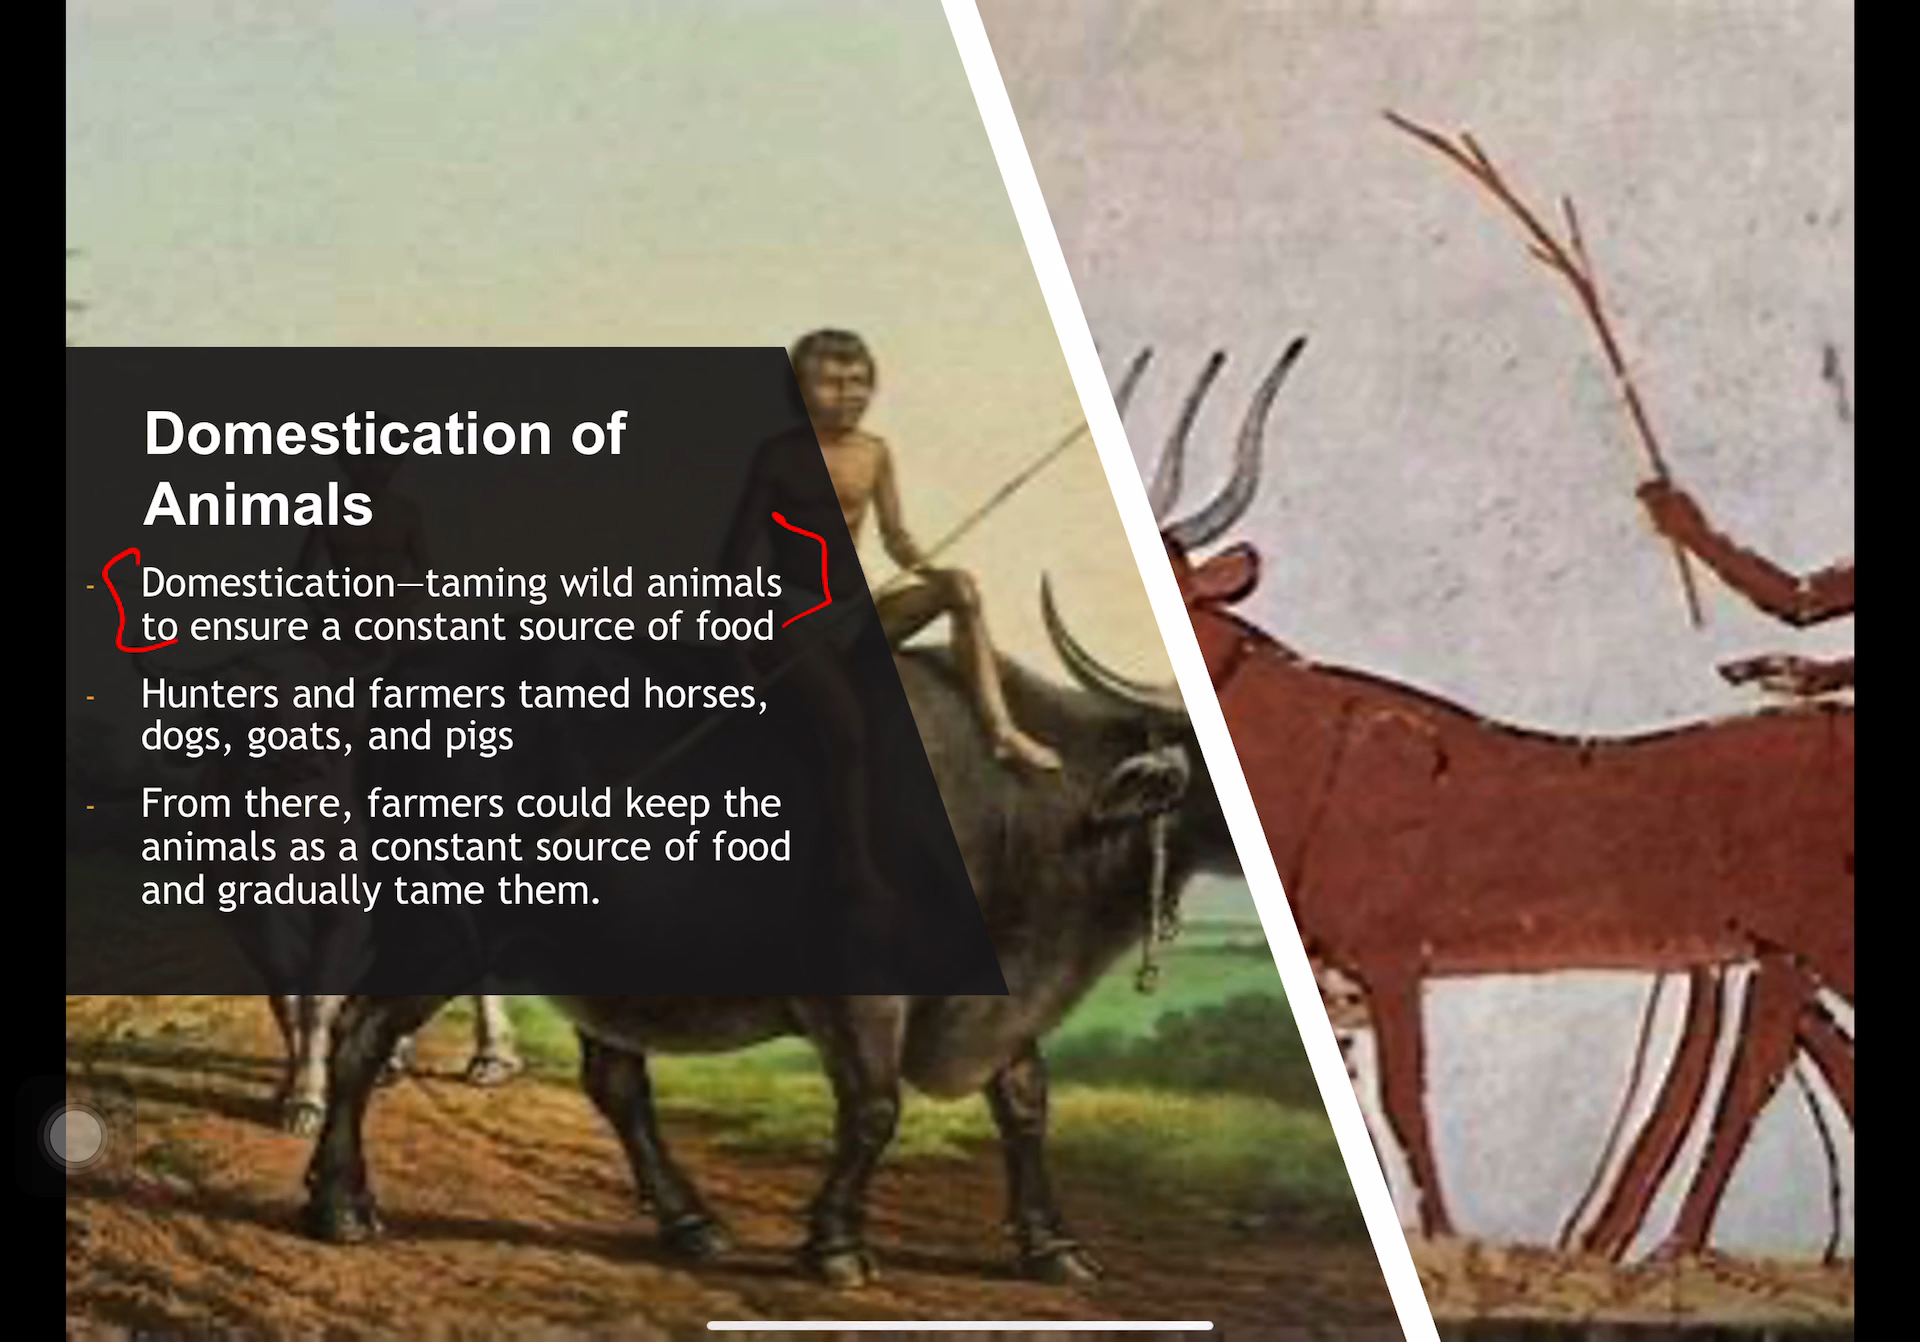 Domestication of
Animals
- Domestication—taming wild animals
to ensure a constant source of food
- Hunters and farmers tamed horses,
dogs, goats, and pigs
- From there, farmers could keep the
animals as a constant source of food
and gradually tame them.